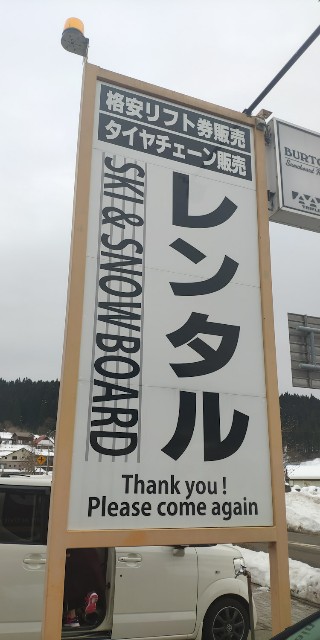 格安リフト券販売
タイヤチェーン販売
レンタル
SKI & SNOWBOARD
Thank you !
Please come again
BURTO